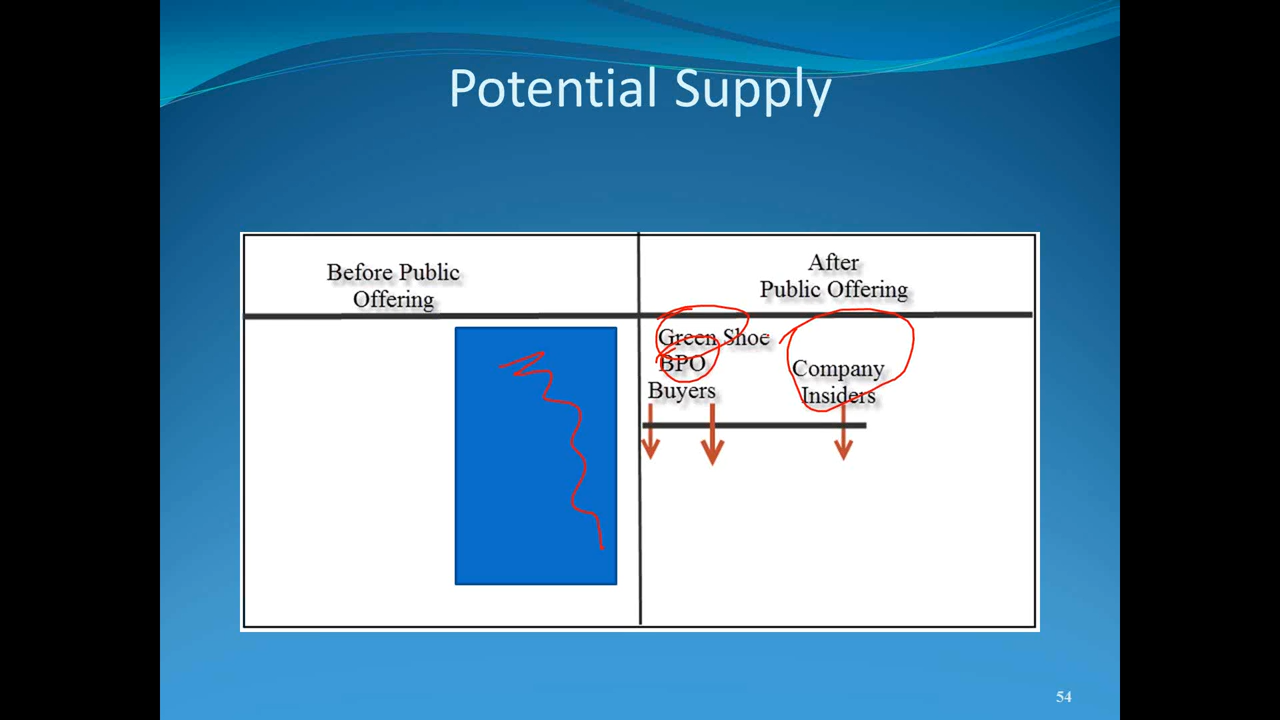 Potential Supply
Before Public
Offering
After
Public Offering
Green Shoe
BPO
Buyers
Company
Insiders
54